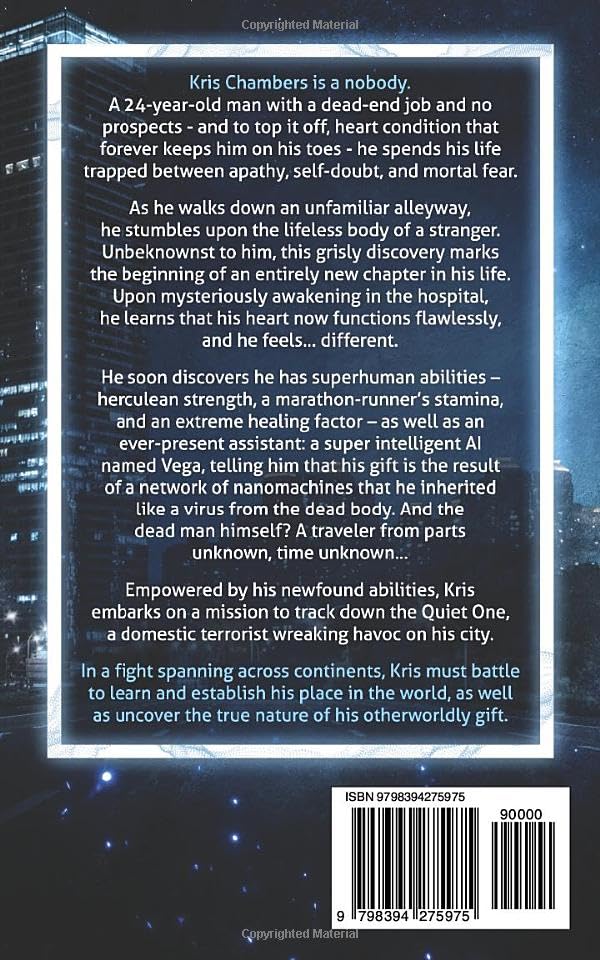 Copyrighted Material
Kris Chambers is a nobody.
A 24-year-old man with a dead-end job and no
prospects - and to top it off, heart condition that
forever keeps him on his toes - he spends his life
trapped between apathy, self-doubt, and mortal fear.
As he walks down an unfamiliar alleyway,
he stumbles upon the lifeless body of a stranger.
Unbeknownst to him, this grisly discovery marks
the beginning of an entirely new chapter in his life.
Upon mysteriously awakening in the hospital,
he learns that his heart now functions flawlessly,
and he feels... different.
He soon discovers he has superhuman abilities –
herculean strength, a marathon-runner's stamina,
and an extreme healing factor – as well as an
ever-present assistant: a super intelligent AI
named Vega, telling him that his gift is the result
of a network of nanomachines that he inherited
like a virus from the dead body. And the
dead man himself? A traveler from parts
unknown, time unknown...
Empowered by his newfound abilities, Kris
embarks on a mission to track down the Quiet One,
a domestic terrorist wreaking havoc on his city.
In a fight spanning across continents, Kris must battle
to learn and establish his place in the world, as well
as uncover the true nature of his otherworldly gift.
ISBN 9798394275975
90000
9 798394 275975
Copyrighted Material